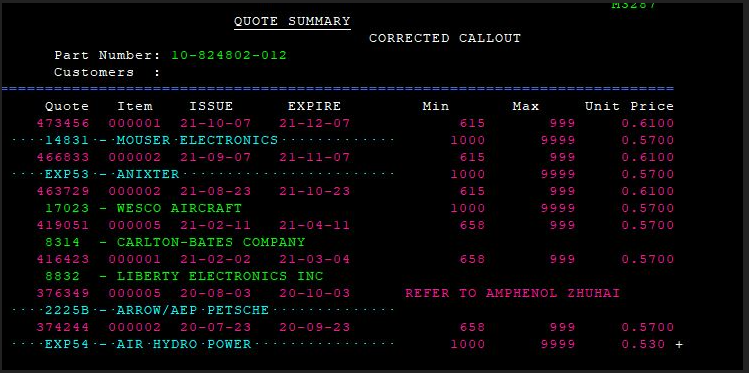 M3287
QUOTE SUMMARY
CORRECTED CALLOUT
Part Number: 10-824802-012
Customers :
Quote Item ISSUE EXPIRE Min Max Unit Price
473456 000001 21-10-07 21-12-07 615 999 0.6100
14831 - MOUSER ELECTRONICS 1000 9999 0.5700
466833 000002 21-09-07 21-11-07 615 999 0.6100
EXP53 - ANIXTER 1000 9999 0.5700
463729 000002 21-08-23 21-10-23 615 999 0.6100
17023 - WESCO AIRCRAFT 1000 9999 0.5700
419051 000005 21-02-11 21-04-11 658 999 0.5700
8314 - CARLTON-BATES COMPANY
416423 000001 21-02-02 21-03-04 658 999 0.5700
8832 - LIBERTY ELECTRONICS INC
376349 000005 20-08-03 20-10-03 REFER TO AMPHENOL ZHUHAI
2225B - ARROW/AEP PETSCHE
374244 000002 20-07-23 20-09-23 658 999 0.5700
EXP54 - AIR HYDRO POWER 1000 9999 0.530 +